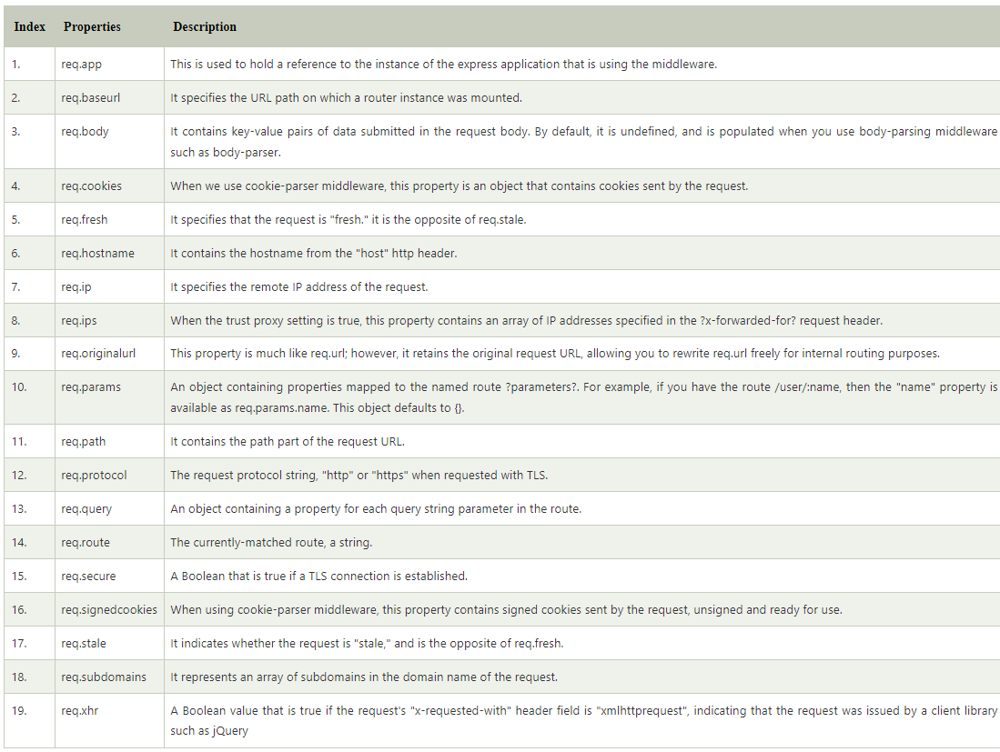 Index Properties Description
1. req.app This is used to hold a reference to the instance of the express application that is using the middleware.
2. req.baseurl It specifies the URL path on which a router instance was mounted.
3. req.body It contains key-value pairs of data submitted in the request body. By default, it is undefined, and is populated when you use body-parsing middleware
such as body-parser.
4. req.cookies When we use cookie-parser middleware, this property is an object that contains cookies sent by the request.
5. req.fresh It specifies that the request is "fresh." it is the opposite of req.stale.
6. req.hostname It contains the hostname from the "host" http header.
7. req.ip It specifies the remote IP address of the request.
8. req.ips When the trust proxy setting is true, this property contains an array of IP addresses specified in the ?x-forwarded-for? request header.
9. req.originalurl This property is much like req.url; however, it retains the original request URL, allowing you to rewrite req.url freely for internal routing purposes.
10. req.params An object containing properties mapped to the named route ?parameters?. For example, if you have the route /user/:name, then the "name" property is
available as req.params.name. This object defaults to {}.
11. req.path It contains the path part of the request URL.
12. req.protocol The request protocol string, "http" or "https" when requested with TLS.
13. req.query An object containing a property for each query string parameter in the route.
14. req.route The currently-matched route, a string.
15. req.secure A Boolean that is true if a TLS connection is established.
16. req.signedcookies When using cookie-parser middleware, this property contains signed cookies sent by the request, unsigned and ready for use.
17. req.stale It indicates whether the request is "stale," and is the opposite of req.fresh.
18. req.subdomains It represents an array of subdomains in the domain name of the request.
19. req.xhr A Boolean value that is true if the request's "x-requested-with" header field is "xmlhttprequest", indicating that the request was issued by a client library
such as jQuery